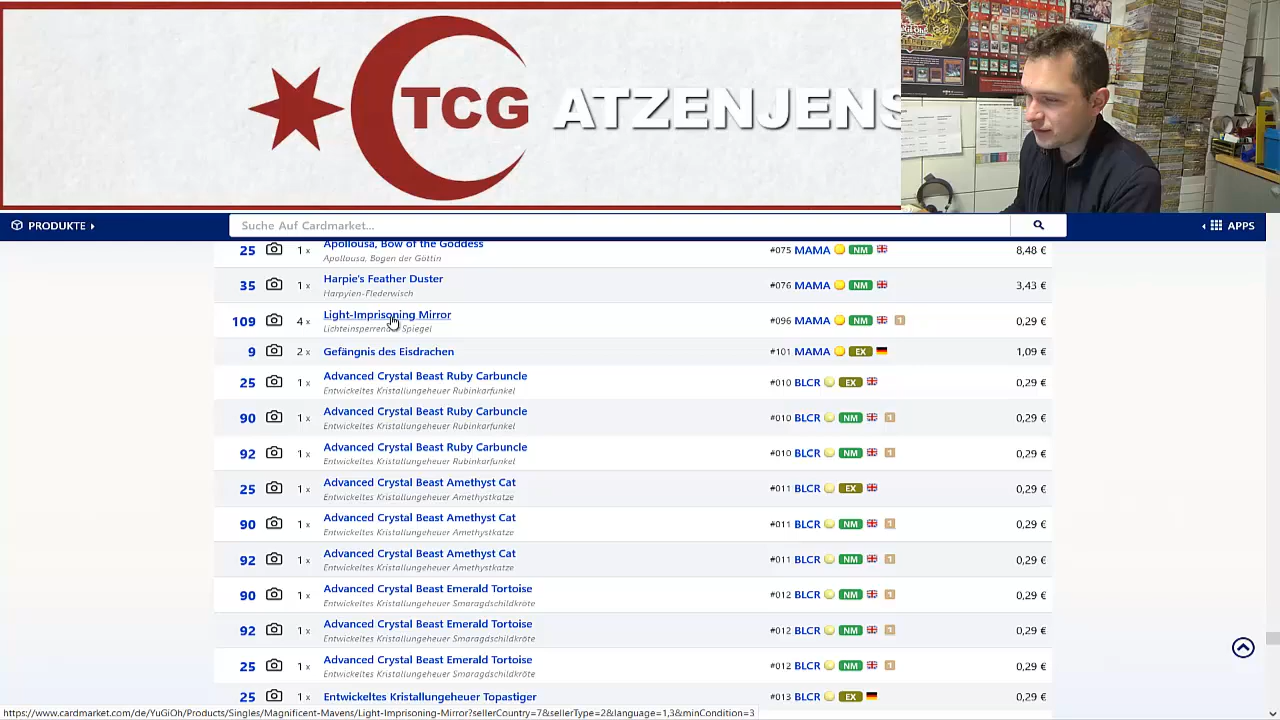 TCG ATZENJENS
PRODUKTE
Suche Auf Cardmarket...
APPS
25 1 x Apollousa, Bow of the Goddess #075 MAMA NM 8,48 €
Apollousa, Bogen der Göttin
35 1 x Harpie's Feather Duster #076 MAMA NM 3,43 €
Harpyien-Flederwisch
109 4 x Light-Imprisoning Mirror #096 MAMA NM 1 0,29 €
Lichteinsperrender Spiegel
9 2 x Gefängnis des Eisdrachen #101 MAMA EX 1,09 €
25 1 x Advanced Crystal Beast Ruby Carbuncle #010 BLCR EX 0,29 €
Entwickeltes Kristallungeheuer Rubinkarfunkel
90 1 x Advanced Crystal Beast Ruby Carbuncle #010 BLCR NM 1 0,29 €
Entwickeltes Kristallungeheuer Rubinkarfunkel
92 1 x Advanced Crystal Beast Ruby Carbuncle #010 BLCR NM 1 0,29 €
Entwickeltes Kristallungeheuer Rubinkarfunkel
25 1 x Advanced Crystal Beast Amethyst Cat #011 BLCR EX 0,29 €
Entwickeltes Kristallungeheuer Amethystkatze
90 1 x Advanced Crystal Beast Amethyst Cat #011 BLCR NM 1 0,29 €
Entwickeltes Kristallungeheuer Amethystkatze
92 1 x Advanced Crystal Beast Amethyst Cat #011 BLCR NM 1 0,29 €
Entwickeltes Kristallungeheuer Amethystkatze
90 1 x Advanced Crystal Beast Emerald Tortoise #012 BLCR NM 1 0,29 €
Entwickeltes Kristallungeheuer Smaragdschildkröte
92 1 x Advanced Crystal Beast Emerald Tortoise #012 BLCR NM 1 0,29 €
Entwickeltes Kristallungeheuer Smaragdschildkröte
25 1 x Advanced Crystal Beast Emerald Tortoise #012 BLCR NM 1 0,29 €
Entwickeltes Kristallungeheuer Smaragdschildkröte
25 1 x Entwickeltes Kristallungeheuer Topastiger #013 BLCR EX 0,29 €
https://www.cardmarket.com/de/YuGiOh/Products/Singles/Magnificent-Mavens/Light-Imprisoning-Mirror?sellerCountry=7&sellerType=2&language=1,3&minCondition=3